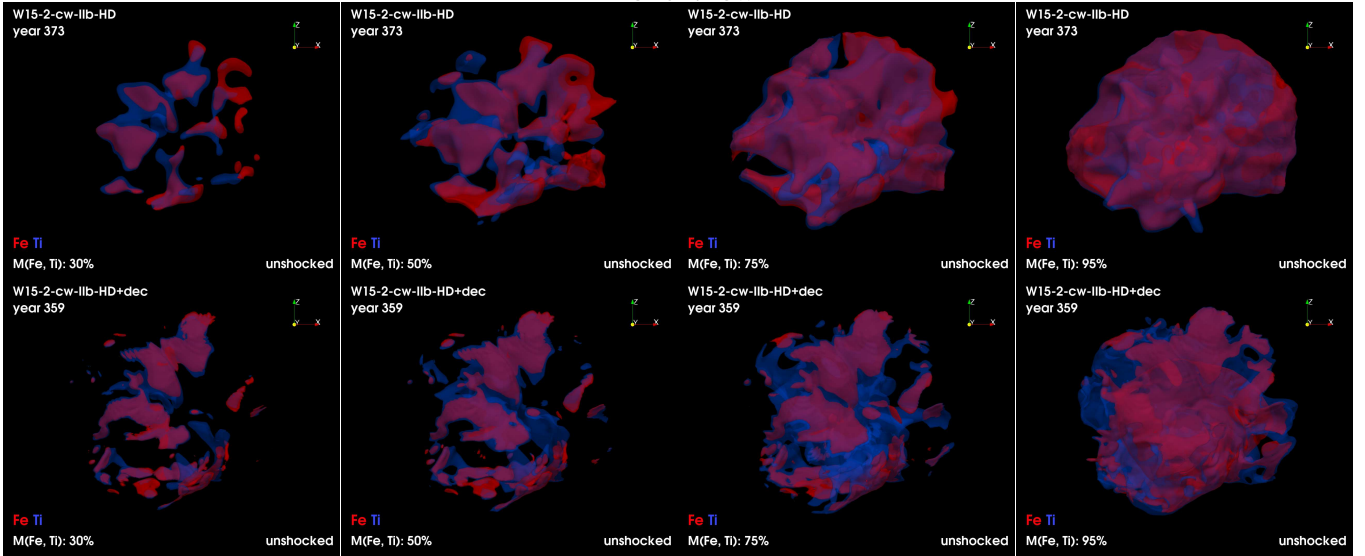 W15-2-cw-IIb-HD
year 373
Z
Y X
Fe Ti
M(Fe, Ti): 30%
unshocked
W15-2-cw-IIb-HD
year 373
Z
Y X
Fe Ti
M(Fe, Ti): 50%
unshocked
W15-2-cw-IIb-HD
year 373
Z
Y X
Fe Ti
M(Fe, Ti): 75%
unshocked
W15-2-cw-IIb-HD
year 373
Z
Y X
Fe Ti
M(Fe, Ti): 95%
unshocked
W15-2-cw-IIb-HD+dec
year 359
Z
Y X
Fe Ti
M(Fe, Ti): 30%
unshocked
W15-2-cw-IIb-HD+dec
year 359
Z
Y X
Fe Ti
M(Fe, Ti): 50%
unshocked
W15-2-cw-IIb-HD+dec
year 359
Z
Y X
Fe Ti
M(Fe, Ti): 75%
unshocked
W15-2-cw-IIb-HD+dec
year 359
Z
Y X
Fe Ti
M(Fe, Ti): 95%
unshocked